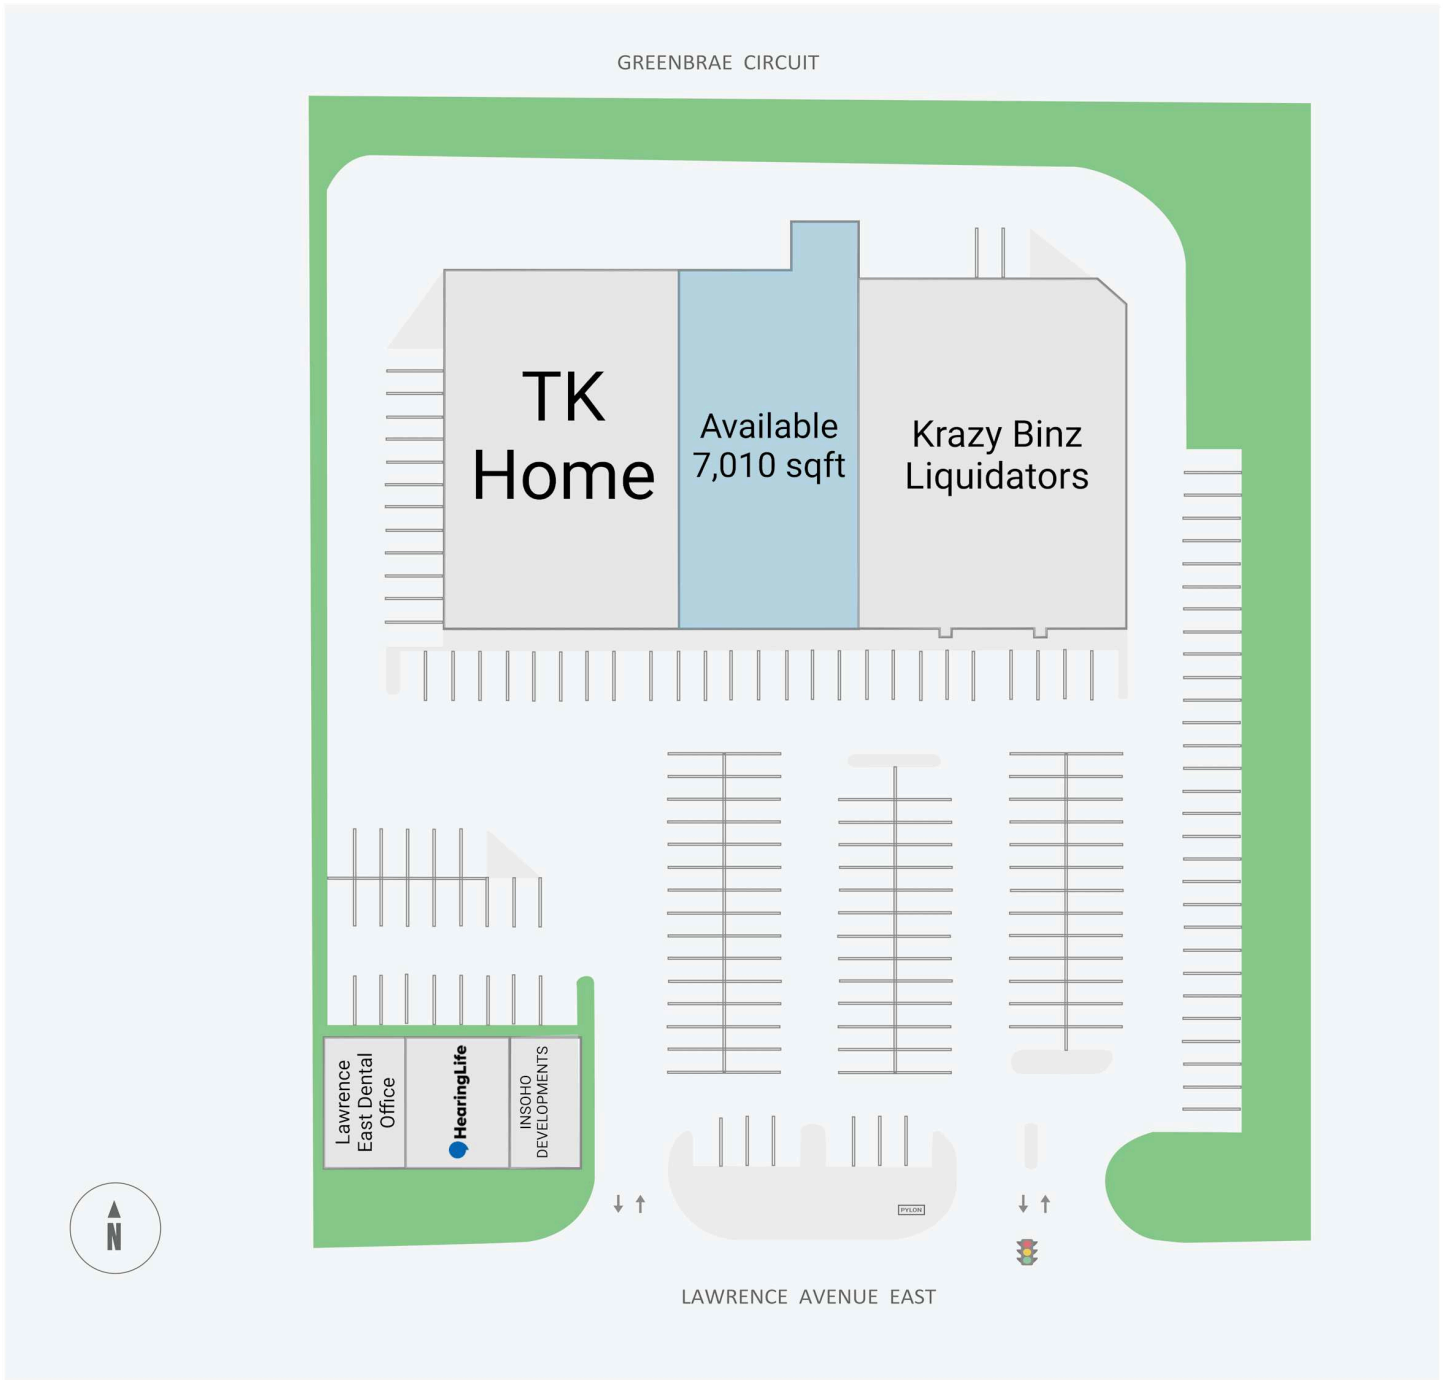 GREENBRAE CIRCUIT
TK
Home
Available
7,010 sqft
Krazy Binz
Liquidators
Lawrence
East Dental
Office
HearingLife
INSOHO
DEVELOPMENTS
PYLON
N
LAWRENCE AVENUE EAST